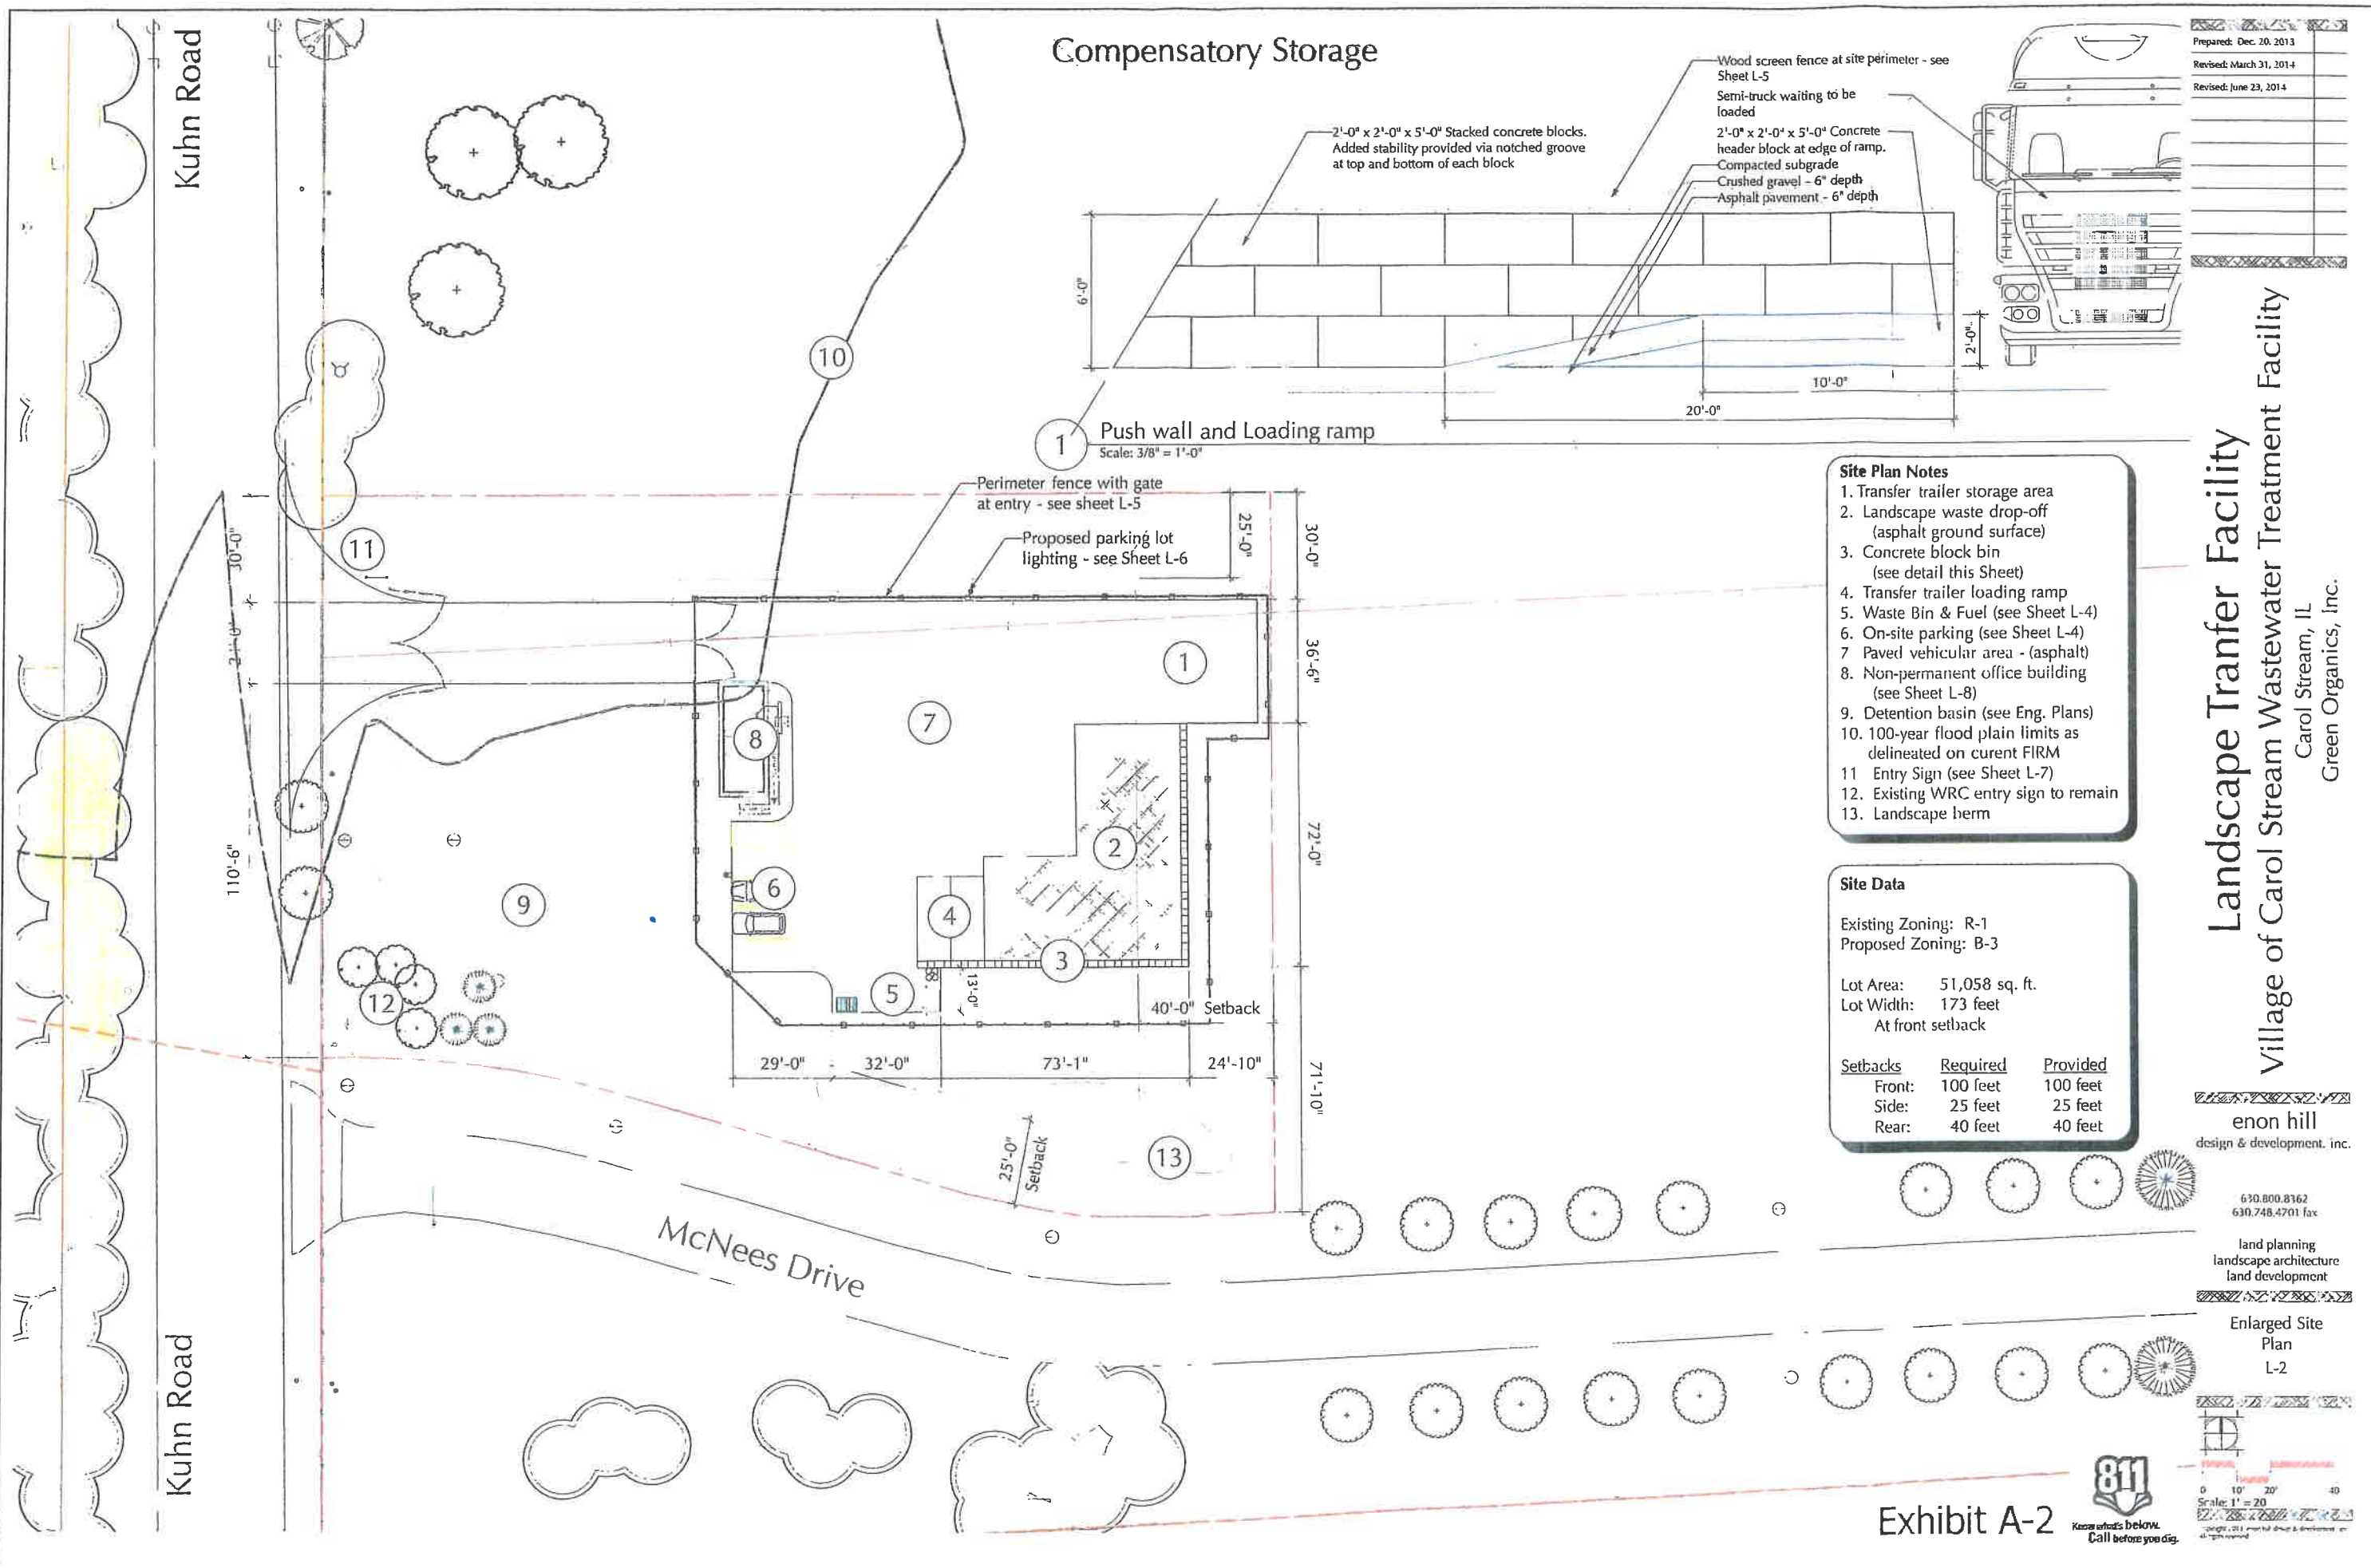 Compensatory Storage
Kuhn Road
Wood screen fence at site perimeter - see
Sheet L-5
Semi-truck waiting to be
loaded
2'-0" x 2'-0" x 5'-0" Concrete
header block at edge of ramp.
Compacted subgrade
Crushed gravel - 6" depth
Asphalt pavement - 6" depth
2'-0" x 2'-0" x 5'-0" Stacked concrete blocks.
Added stability provided via notched groove
at top and bottom of each block
6'-0"
2'-0"
10'-0"
20'-0"
1
Push wall and Loading ramp
Scale: 3/8" = 1'-0"
Perimeter fence with gate
at entry - see sheet L-5
Proposed parking lot
lighting - see Sheet L-6
10
11
1
7
8
2
6
9
4
3
5
12
13
30'-0"
110'-6"
25'-0"
30'-0"
36'-6"
72'-0"
71'-10"
13'-0"
40'-0" Setback
29'-0"
32'-0"
73'-1"
24'-10"
25'-0"
Setback
McNees Drive
Kuhn Road
Site Plan Notes
1. Transfer trailer storage area
2. Landscape waste drop-off
(asphalt ground surface)
3. Concrete block bin
(see detail this Sheet)
4. Transfer trailer loading ramp
5. Waste Bin & Fuel (see Sheet L-4)
6. On-site parking (see Sheet L-4)
7 Paved vehicular area - (asphalt)
8. Non-permanent office building
(see Sheet L-8)
9. Detention basin (see Eng. Plans)
10. 100-year flood plain limits as
delineated on curent FIRM
11 Entry Sign (see Sheet L-7)
12. Existing WRC entry sign to remain
13. Landscape berm
Site Data
Existing Zoning: R-1
Proposed Zoning: B-3
Lot Area: 51,058 sq. ft.
Lot Width: 173 feet
At front setback
Setbacks Required Provided
Front: 100 feet 100 feet
Side: 25 feet 25 feet
Rear: 40 feet 40 feet
Prepared: Dec. 20. 2013
Revised: March 31, 2014
Revised: June 23, 2014
Landscape Tranfer Facility
Village of Carol Stream Wastewater Treatment Facility
Carol Stream, IL
Green Organics, Inc.
enon hill
design & development. inc.
630.800.8362
630.748.4701 fax
land planning
landscape architecture
land development
Enlarged Site
Plan
L-2
0 10' 20' 40
Scale: 1" = 20
811
Know what's below.
Call before you dig.
Exhibit A-2